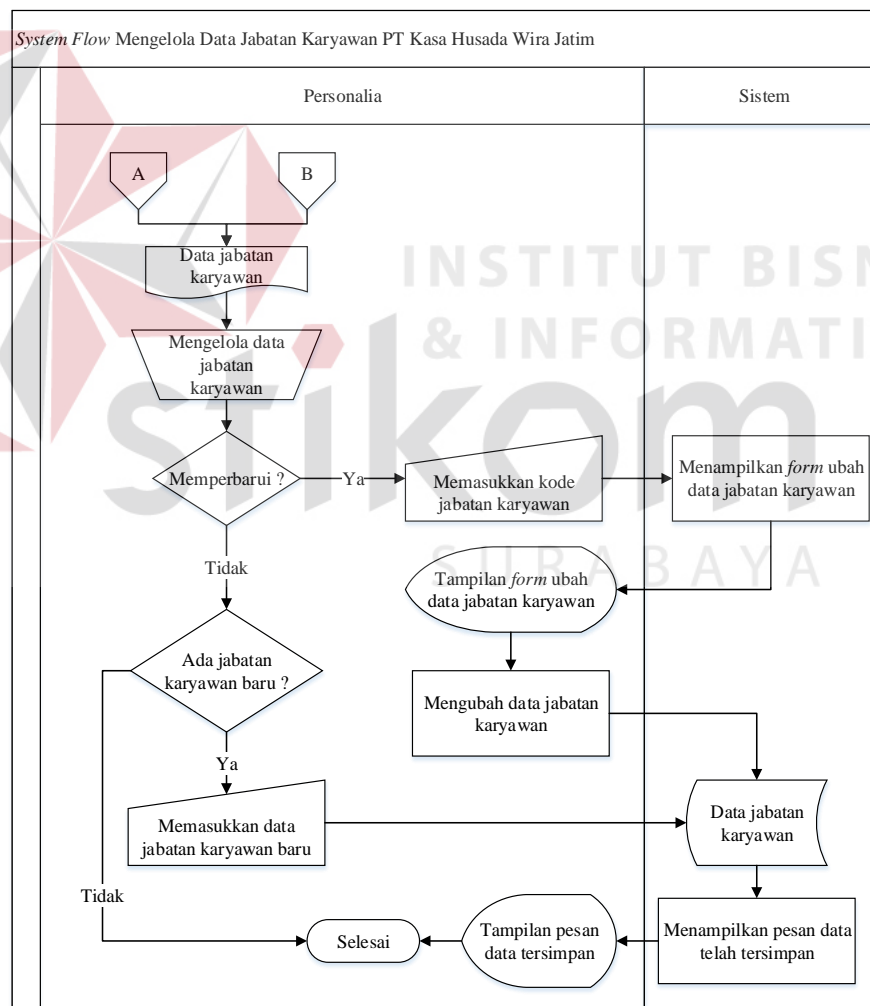 System Flow Mengelola Data Jabatan Karyawan PT Kasa Husada Wira Jatim
Personalia
Sistem
A
B
Data jabatan
karyawan
Mengelola data
jabatan
karyawan
Memperbarui ?
Ya
Memasukkan kode
jabatan karyawan
Menampilkan form ubah
data jabatan karyawan
Tidak
Tampilan form ubah
data jabatan karyawan
Ada jabatan
karyawan baru ?
Mengubah data jabatan
karyawan
Ya
Memasukkan data
jabatan karyawan baru
Data jabatan
karyawan
Tidak
Selesai
Tampilan pesan
data tersimpan
Menampilkan pesan data
telah tersimpan
INSTITUT BISN
& INFORMATI
stikom
SURABAYA